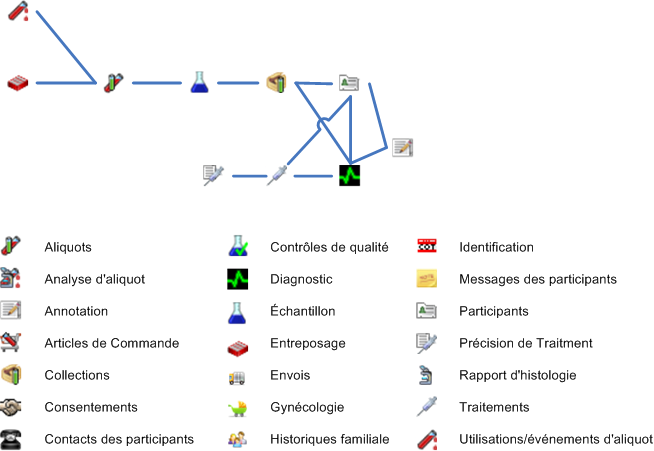 Aliquots Contrôles de qualité Identification
Analyse d'aliquot Diagnostic Messages des participants
Annotation Échantillon Participants
Articles de Commande Entreposage Précision de Traitment
Collections Envois Rapport d'histologie
Consentements Gynécologie Traitements
Contacts des participants Historiques familiale Utilisations/événements d'aliquot